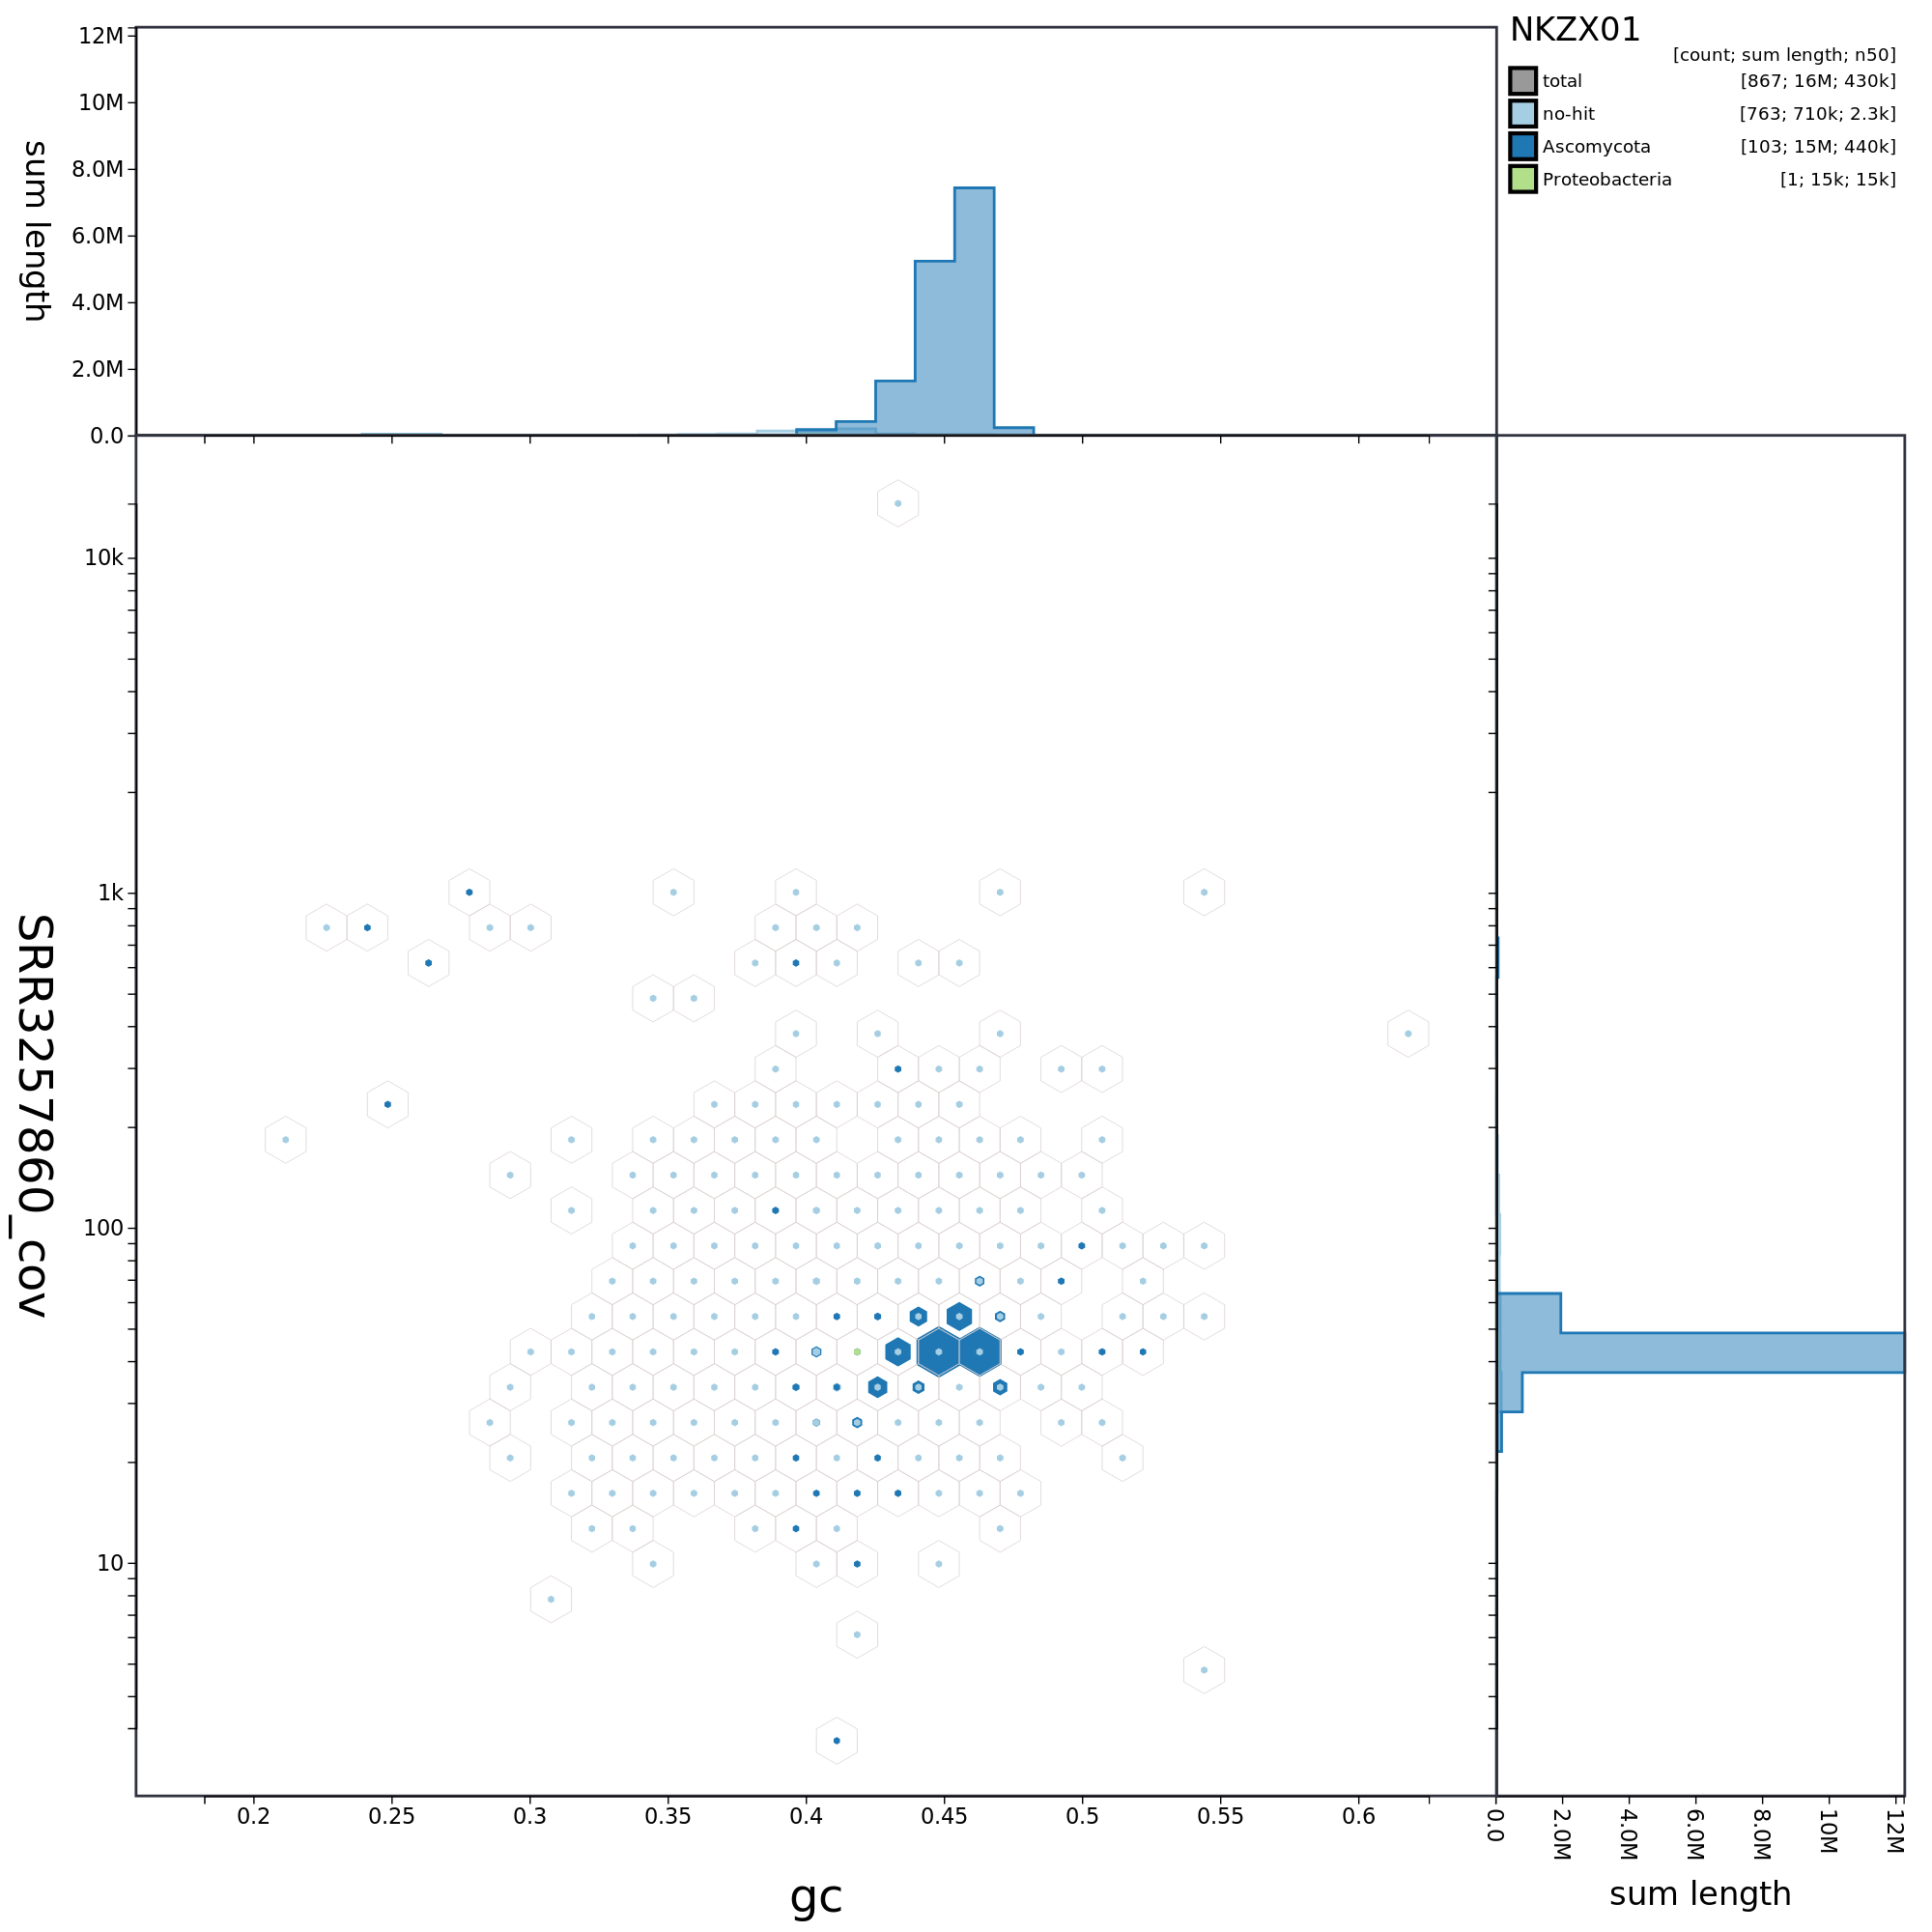 NKZX01
[count; sum length; n50]
total [867; 16M; 430k]
no-hit [763; 710k; 2.3k]
Ascomycota [103; 15M; 440k]
Proteobacteria [1; 15k; 15k]
sum length
12M
10M
8.0M
6.0M
4.0M
2.0M
0.0
SRR3257860_cov
10k
1k
100
10
0.2 0.25 0.3 0.35 0.4 0.45 0.5 0.55 0.6
gc
0.0 2.0M 4.0M 6.0M 8.0M 10M 12M
sum length